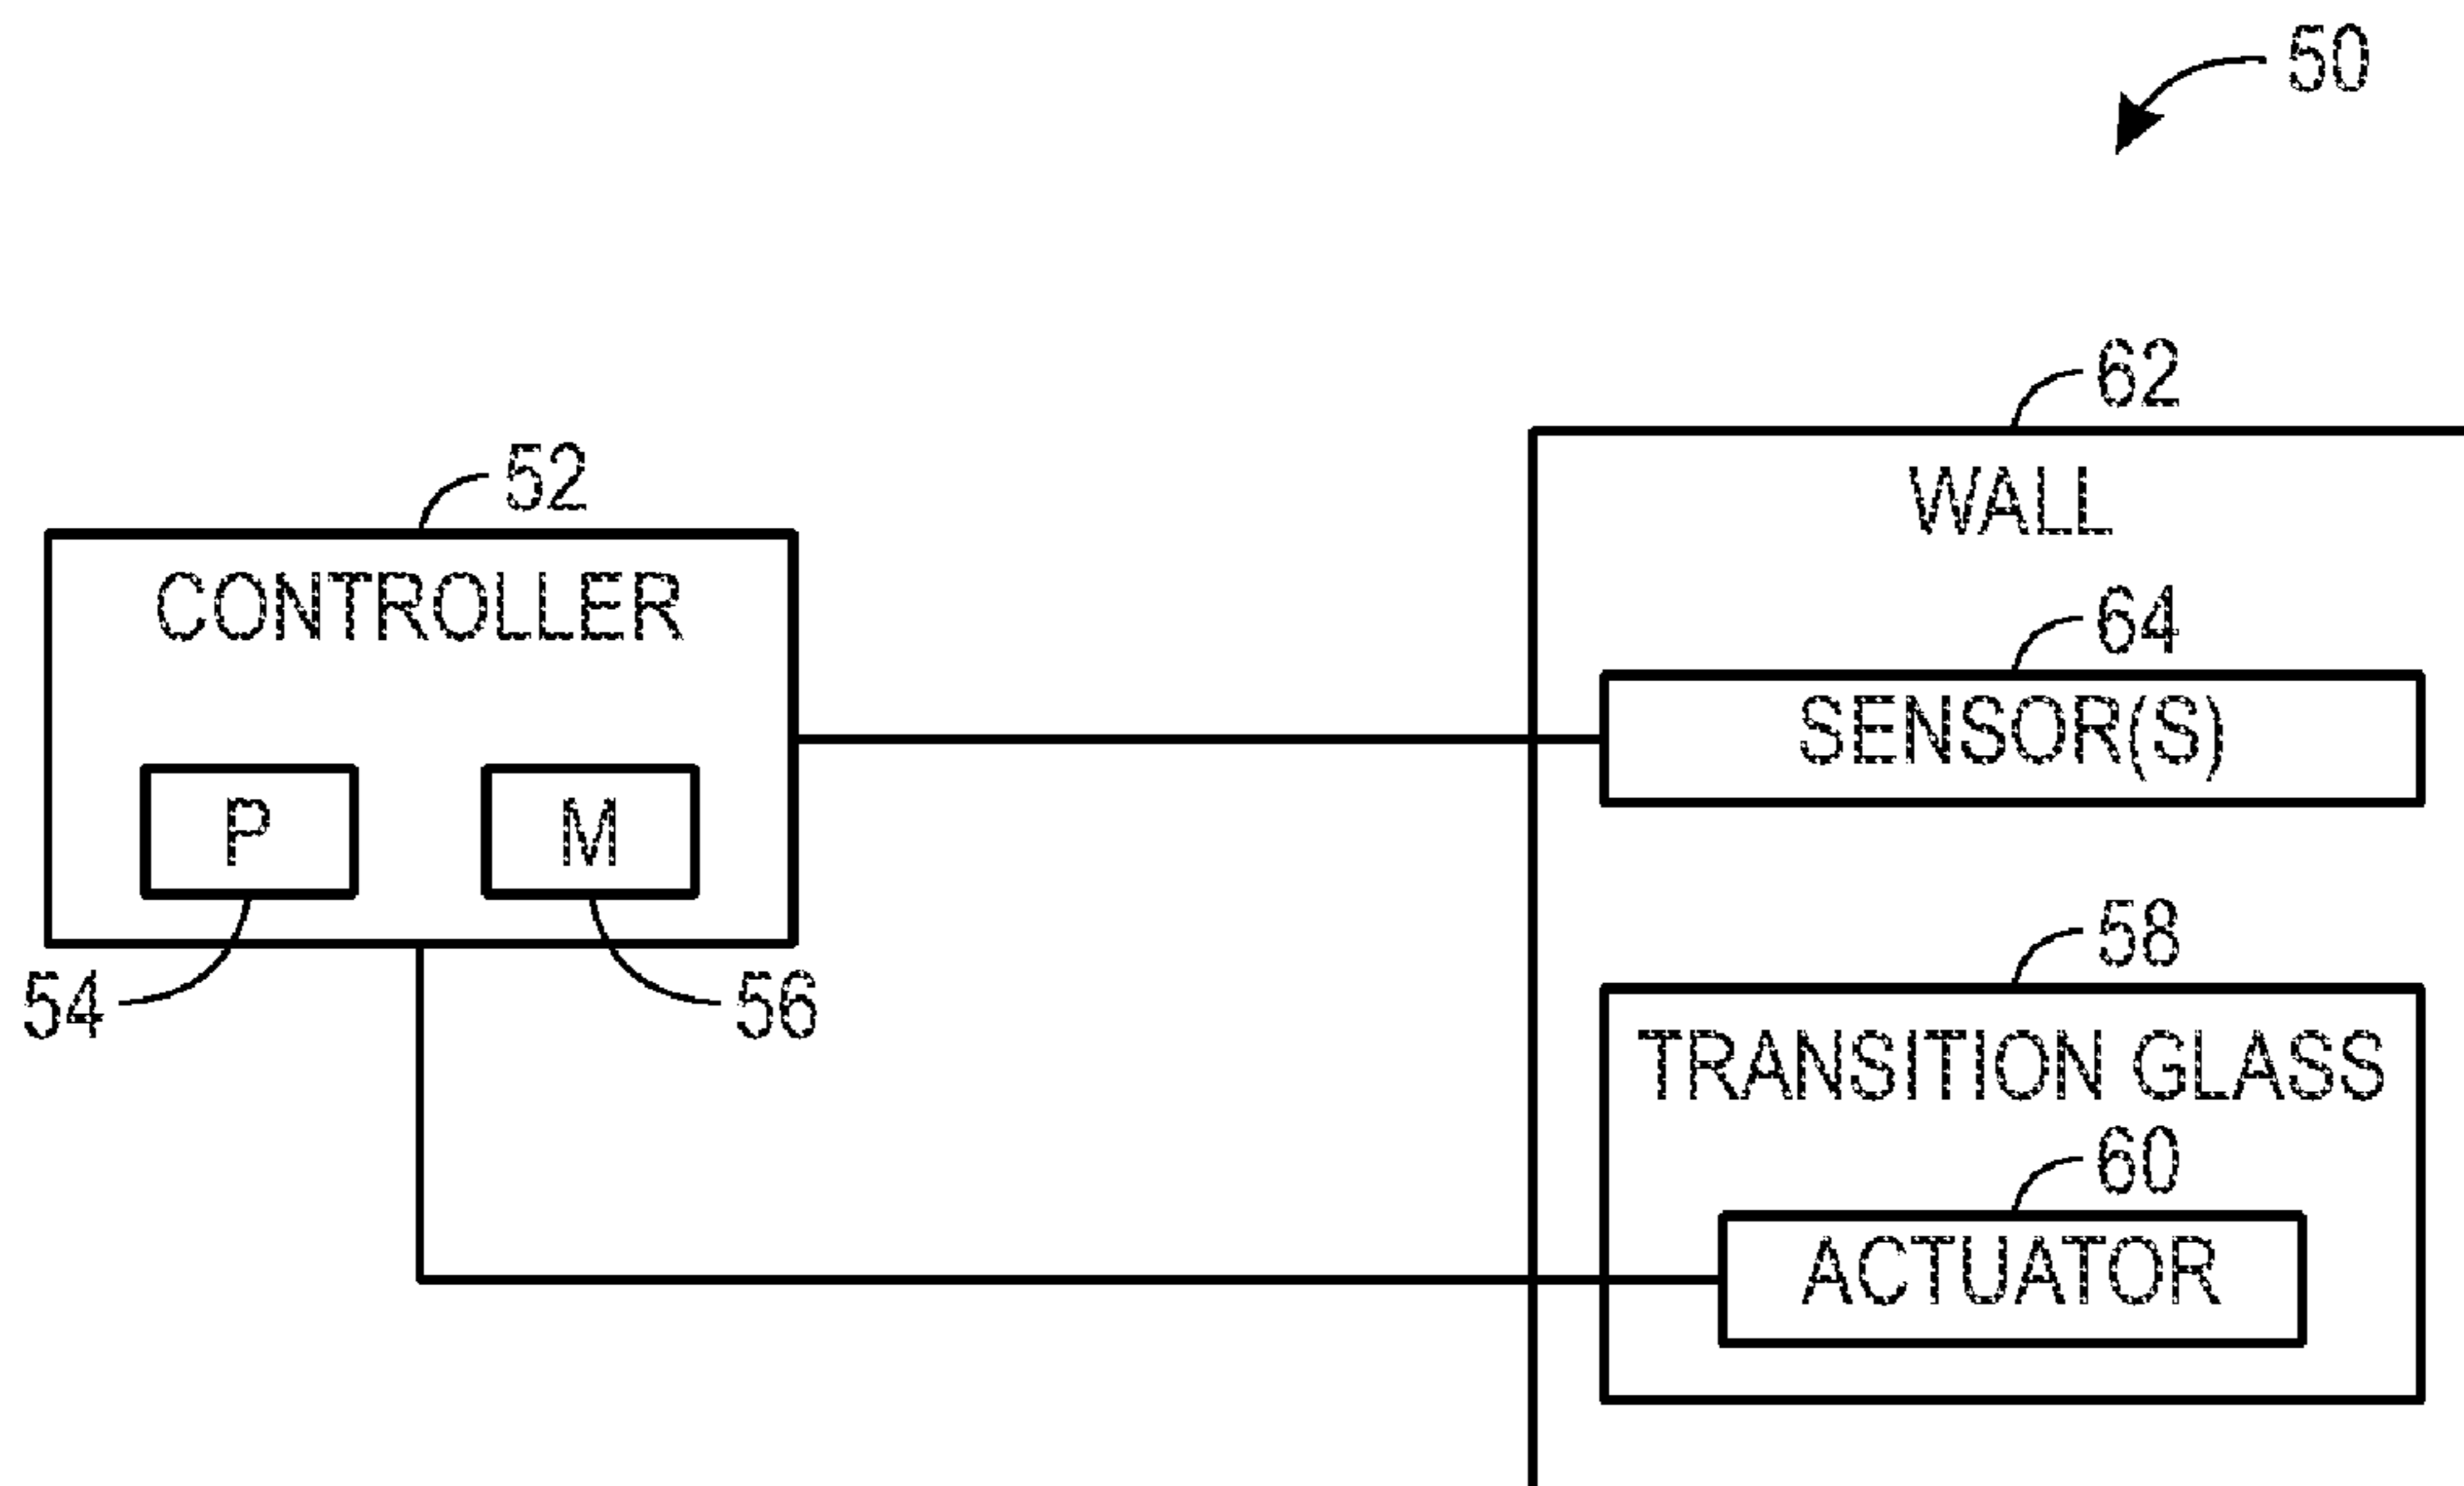 50
62
WALL
52
CONTROLLER
64
SENSOR(S)
P
M
58
54
56
TRANSITION GLASS
60
ACTUATOR